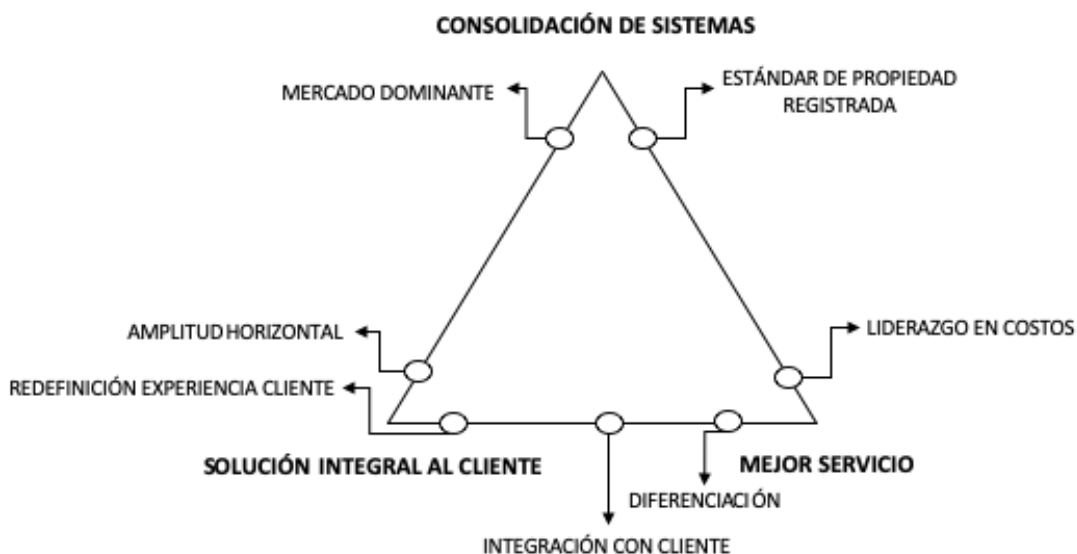 CONSOLIDACIÓN DE SISTEMAS
MERCADO DOMINANTE
ESTÁNDAR DE PROPIEDAD
REGISTRADA
AMPLITUD HORIZONTAL
LIDERAZGO EN COSTOS
REDEFINICIÓN EXPERIENCIA CLIENTE
SOLUCIÓN INTEGRAL AL CLIENTE
MEJOR SERVICIO
DIFERENCIACIÓN
INTEGRACIÓN CON CLIENTE